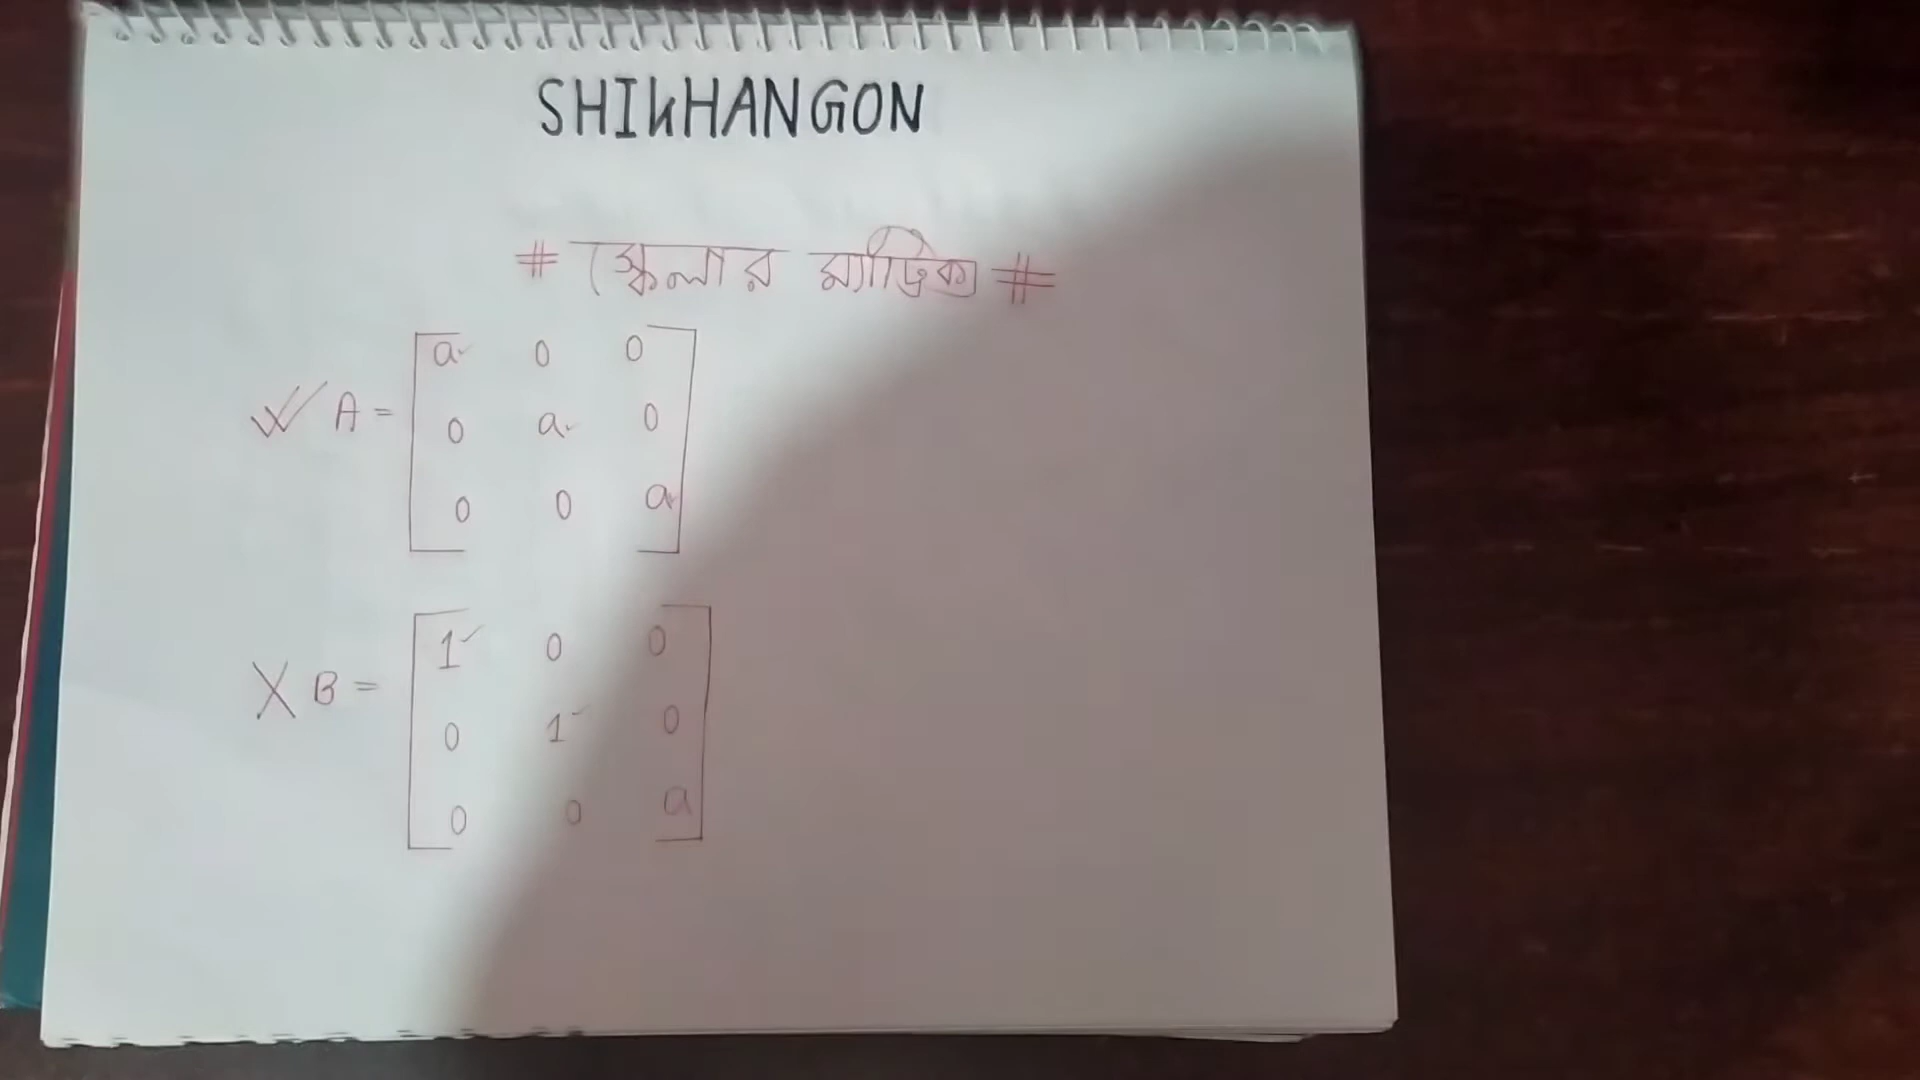 SHIKHANGON
# স্কেলার ম্যাট্রিক্স #
a 0 0
A = 0 a 0
0 0 a
1 0 0
B = 0 1 0
0 0 a